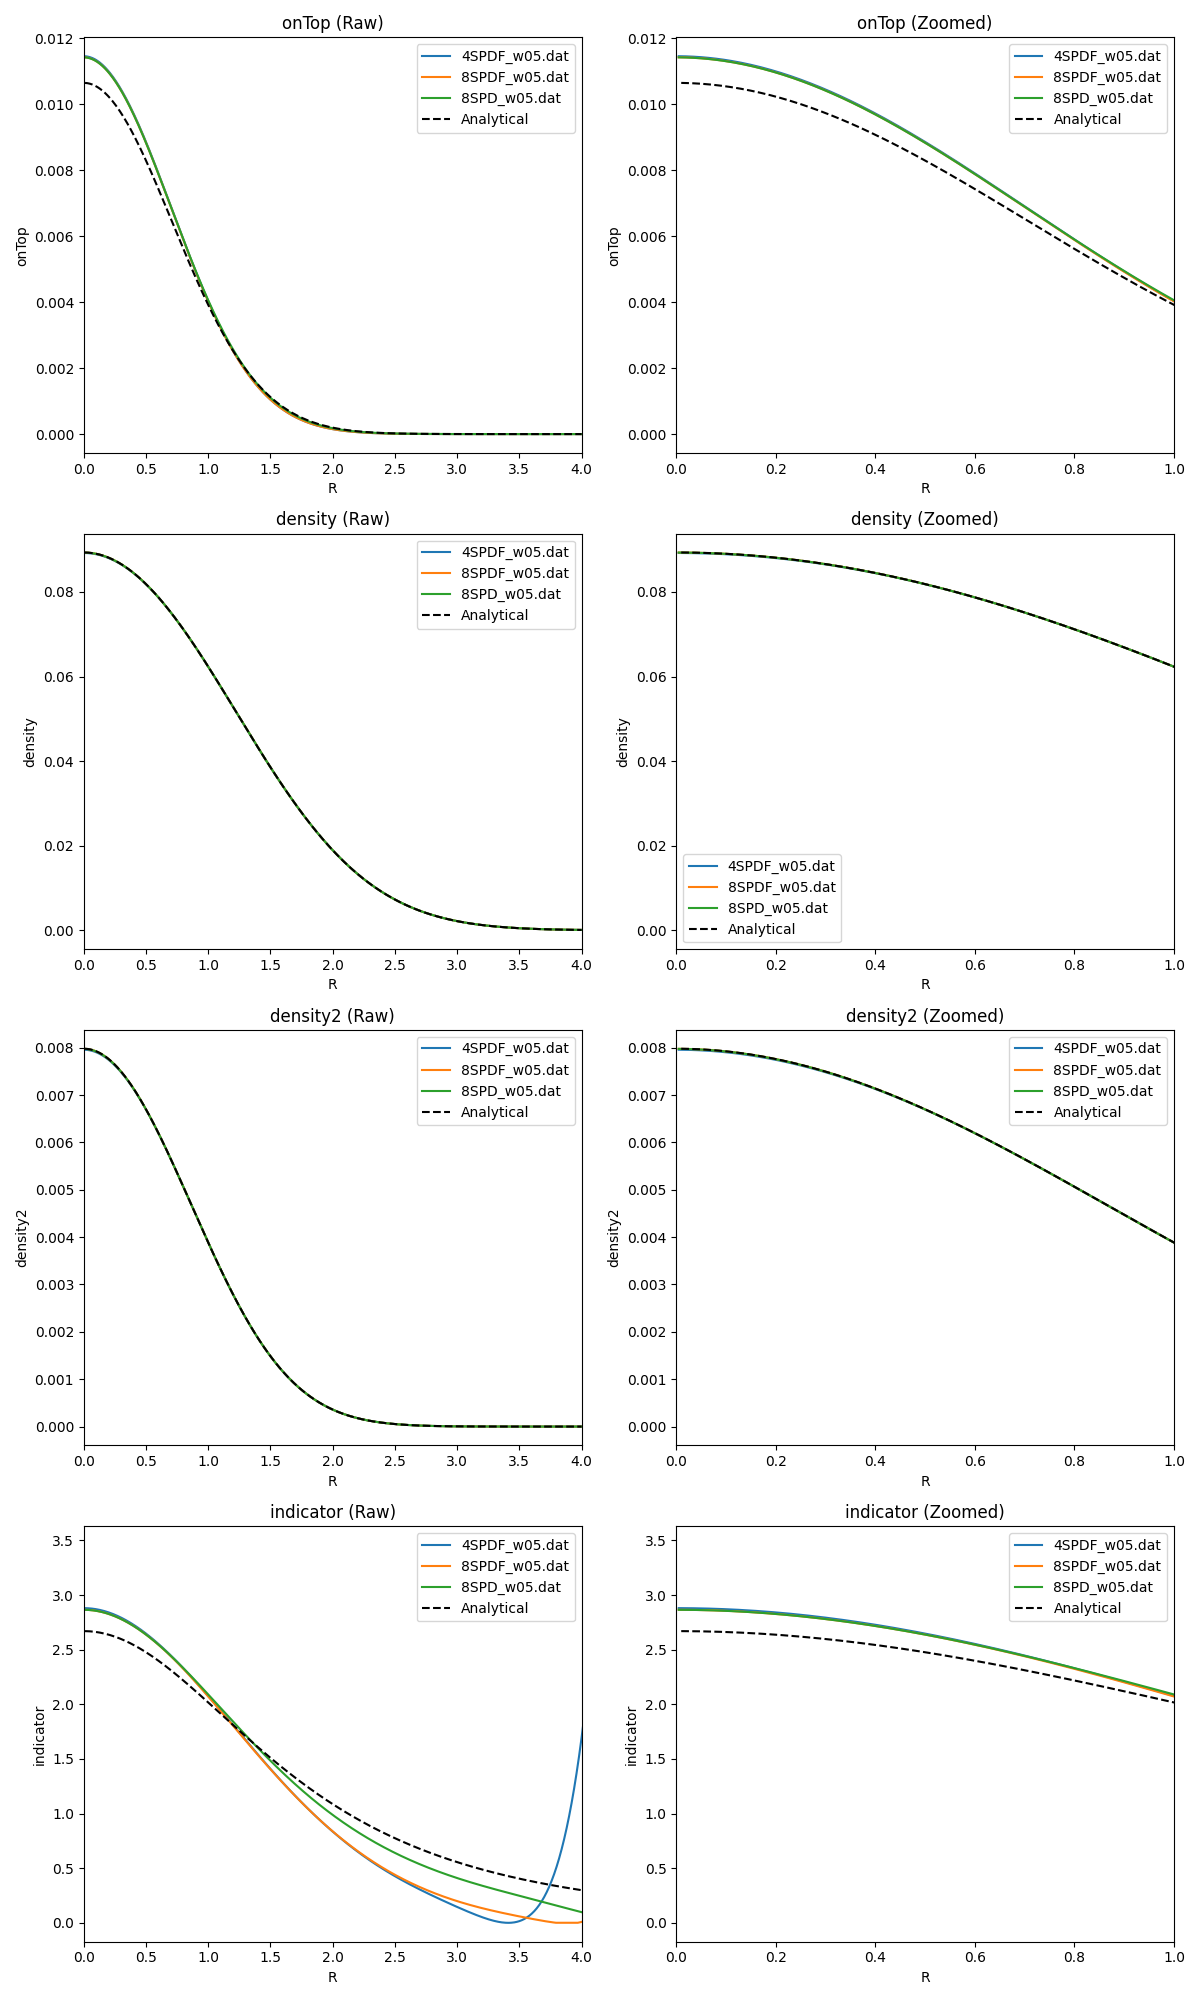 onTop (Raw)
onTop
0.012
0.010
0.008
0.006
0.004
0.002
0.000
4SPDF_w05.dat
8SPDF_w05.dat
8SPD_w05.dat
Analytical
0.0 0.5 1.0 1.5 2.0 2.5 3.0 3.5 4.0
R
onTop (Zoomed)
onTop
0.012
0.010
0.008
0.006
0.004
0.002
0.000
4SPDF_w05.dat
8SPDF_w05.dat
8SPD_w05.dat
Analytical
0.0 0.2 0.4 0.6 0.8 1.0
R
density (Raw)
density
0.08
0.06
0.04
0.02
0.00
4SPDF_w05.dat
8SPDF_w05.dat
8SPD_w05.dat
Analytical
0.0 0.5 1.0 1.5 2.0 2.5 3.0 3.5 4.0
R
density (Zoomed)
density
0.08
0.06
0.04
0.02
0.00
4SPDF_w05.dat
8SPDF_w05.dat
8SPD_w05.dat
Analytical
0.0 0.2 0.4 0.6 0.8 1.0
R
density2 (Raw)
density2
0.008
0.007
0.006
0.005
0.004
0.003
0.002
0.001
0.000
4SPDF_w05.dat
8SPDF_w05.dat
8SPD_w05.dat
Analytical
0.0 0.5 1.0 1.5 2.0 2.5 3.0 3.5 4.0
R
density2 (Zoomed)
density2
0.008
0.007
0.006
0.005
0.004
0.003
0.002
0.001
0.000
4SPDF_w05.dat
8SPDF_w05.dat
8SPD_w05.dat
Analytical
0.0 0.2 0.4 0.6 0.8 1.0
R
indicator (Raw)
indicator
3.5
3.0
2.5
2.0
1.5
1.0
0.5
0.0
4SPDF_w05.dat
8SPDF_w05.dat
8SPD_w05.dat
Analytical
0.0 0.5 1.0 1.5 2.0 2.5 3.0 3.5 4.0
R
indicator (Zoomed)
indicator
3.5
3.0
2.5
2.0
1.5
1.0
0.5
0.0
4SPDF_w05.dat
8SPDF_w05.dat
8SPD_w05.dat
Analytical
0.0 0.2 0.4 0.6 0.8 1.0
R